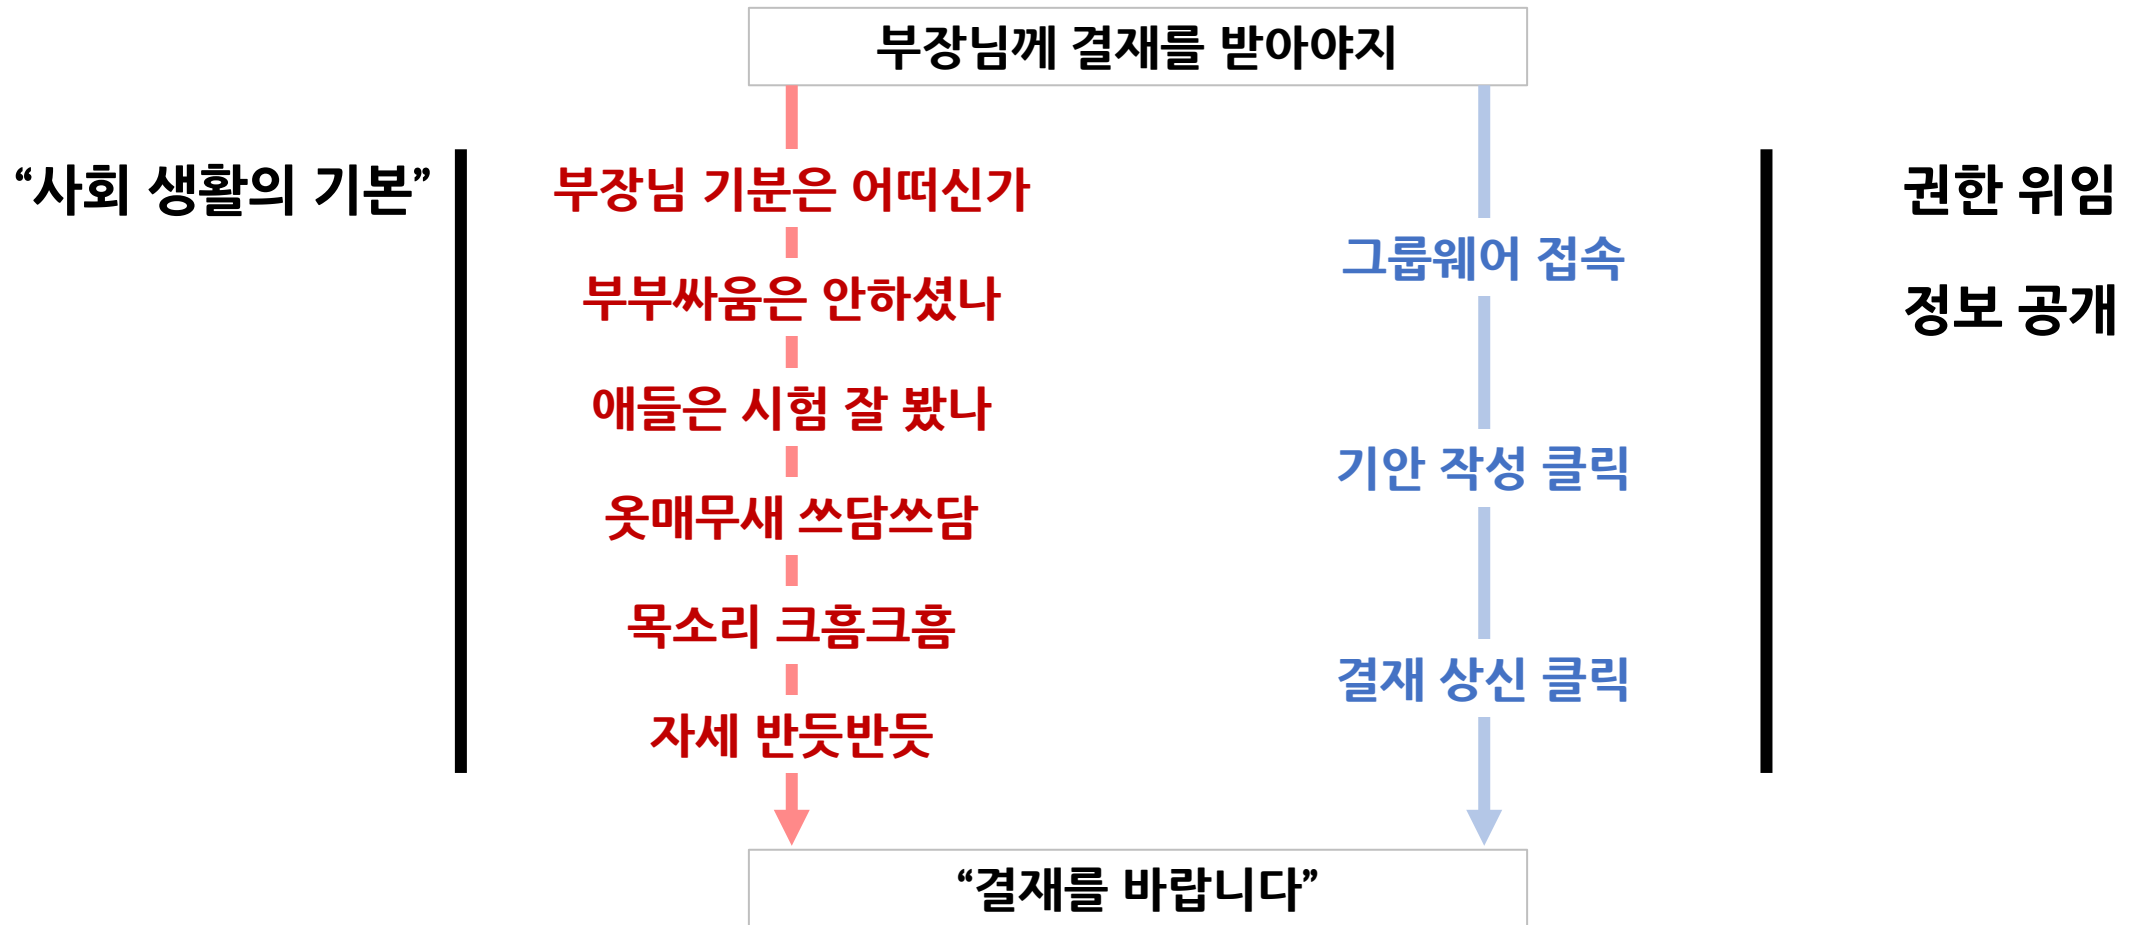 부장님께 결재를 받아야지
“사회 생활의 기본”
부장님 기분은 어떠신가
부부싸움은 안하셨나
애들은 시험 잘 봤나
옷매무새 쓰담쓰담
목소리 크흠크흠
자세 반듯반듯
그룹웨어 접속
기안 작성 클릭
결재 상신 클릭
권한 위임
정보 공개
“결재를 바랍니다”